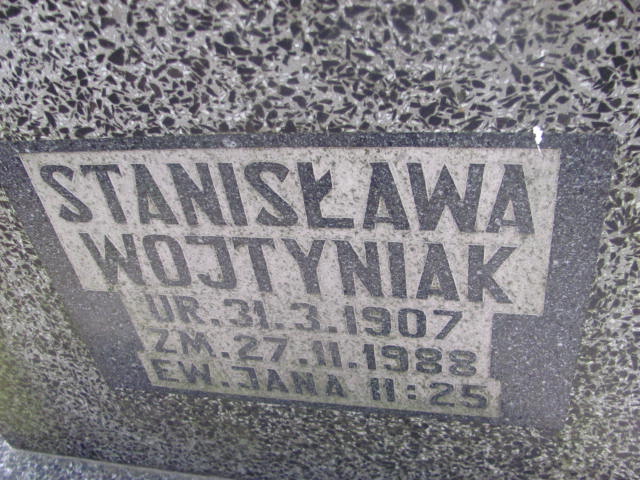 STANISŁAWA
WOJTYNIAK
UR. 31.3.1907
ZM. 27.11.1988
EW. JANA 11:25